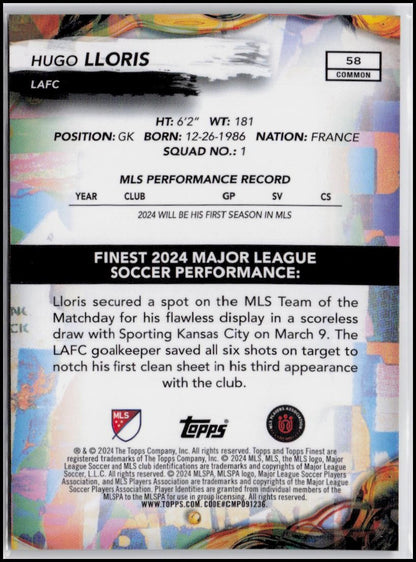 HUGO LLORIS
LAFC
58
COMMON
HT: 6'2" WT: 181
POSITION: GK BORN: 12-26-1986 NATION: FRANCE
SQUAD NO.: 1
MLS PERFORMANCE RECORD
YEAR CLUB GP SV CS
2024 WILL BE HIS FIRST SEASON IN MLS
FINEST 2024 MAJOR LEAGUE
SOCCER PERFORMANCE:
Lloris secured a spot on the MLS Team of the
Matchday for his flawless display in a scoreless
draw with Sporting Kansas City on March 9. The
LAFC goalkeeper saved all six shots on target to
notch his first clean sheet in his third appearance
with the club.
MLS
Topps
® & © 2024 The Topps Company, Inc. All rights reserved. Topps and Topps Finest are
registered trademarks of The Topps Company, Inc. © 2024 MLS, MLS, the MLS logo, Major
League Soccer and MLS club identifications are trademarks and copyrights of Major League
Soccer, L.L.C. All rights reserved. © 2024 MLSPA, MLSPA logo, Major League Soccer Players
Association, and MLS Players Association are trademarks and copyrights of the Major League
Soccer Players Association. Player likenesses are granted from individual members of the
MLSPA to the MLSPA for use in group licensing. All rights reserved.
WWW.TOPPS.COM. CODE#CMP091236.